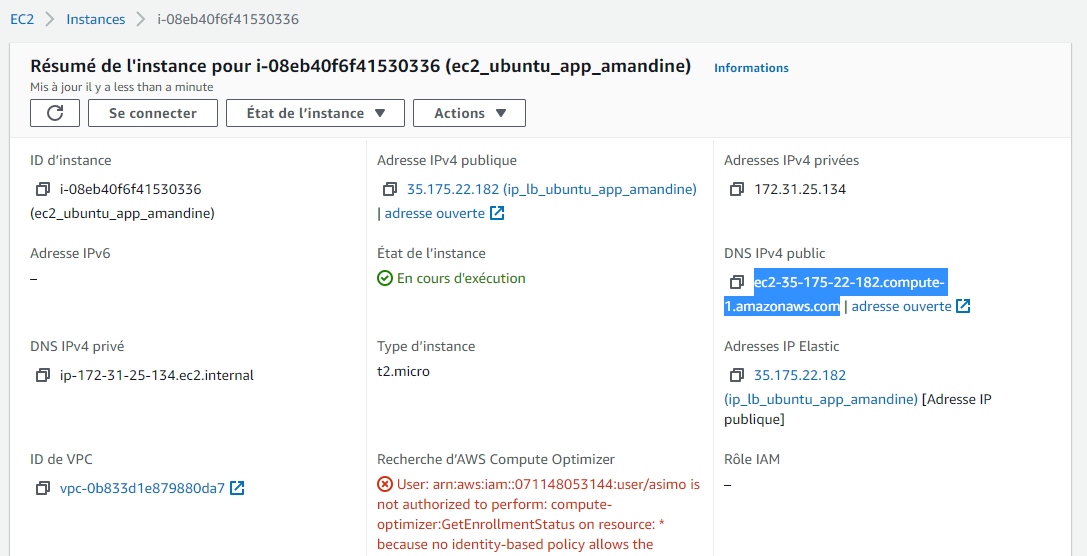 EC2 > Instances > i-08eb40f6f41530336
Résumé de l'instance pour i-08eb40f6f41530336 (ec2_ubuntu_app_amandine) Informations
Mis à jour il y a less than a minute
Se connecter État de l'instance ▼ Actions ▼
ID d'instance
i-08eb40f6f41530336
(ec2_ubuntu_app_amandine)
Adresse IPv4 publique
35.175.22.182 (ip_lb_ubuntu_app_amandine)
| adresse ouverte
Adresses IPv4 privées
172.31.25.134
Adresse IPv6
–
État de l'instance
En cours d'exécution
DNS IPv4 public
ec2-35-175-22-182.compute-
1.amazonaws.com | adresse ouverte
DNS IPv4 privé
ip-172-31-25-134.ec2.internal
Type d'instance
t2.micro
Adresses IP Elastic
35.175.22.182
(ip_lb_ubuntu_app_amandine) [Adresse IP
publique]
ID de VPC
vpc-0b833d1e879880da7
Recherche d'AWS Compute Optimizer
User: arn:aws:iam::071148053144:user/asimo is
not authorized to perform: compute-
optimizer:GetEnrollmentStatus on resource: *
because no identity-based policy allows the
Rôle IAM
–